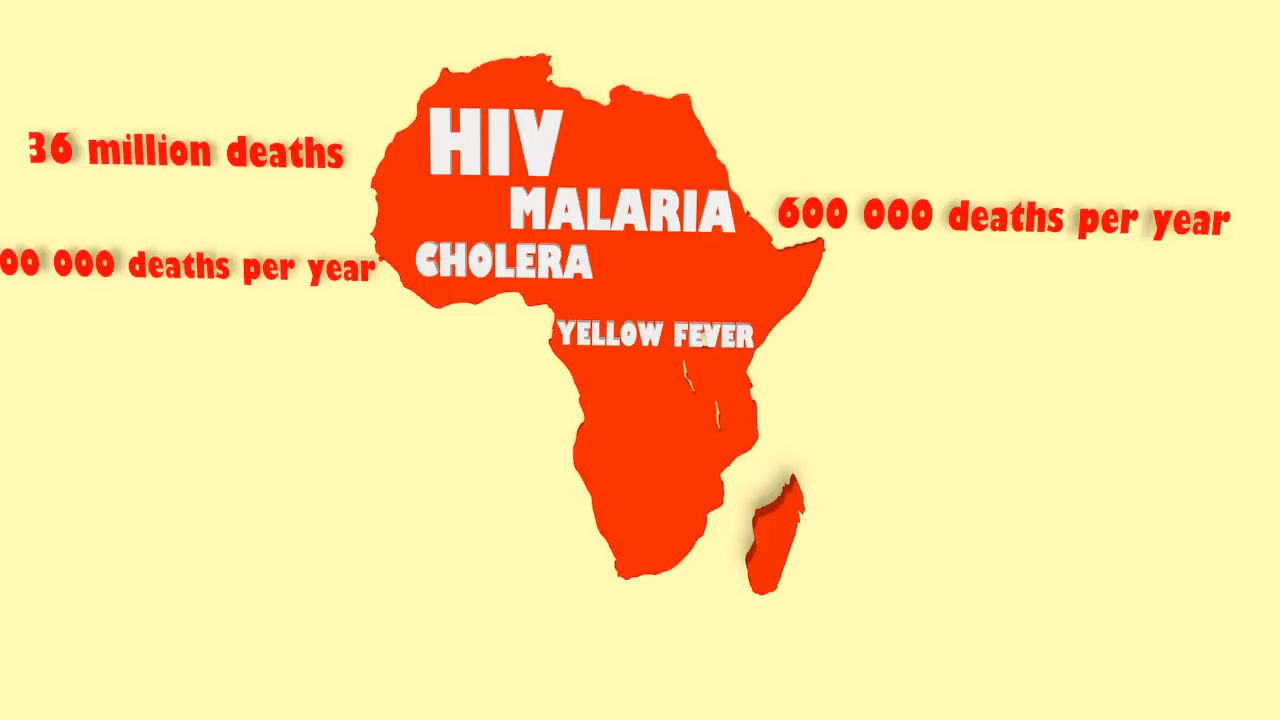 HIV
36 million deaths
MALARIA
600 000 deaths per year
CHOLERA
00 000 deaths per year
YELLOW FEVER